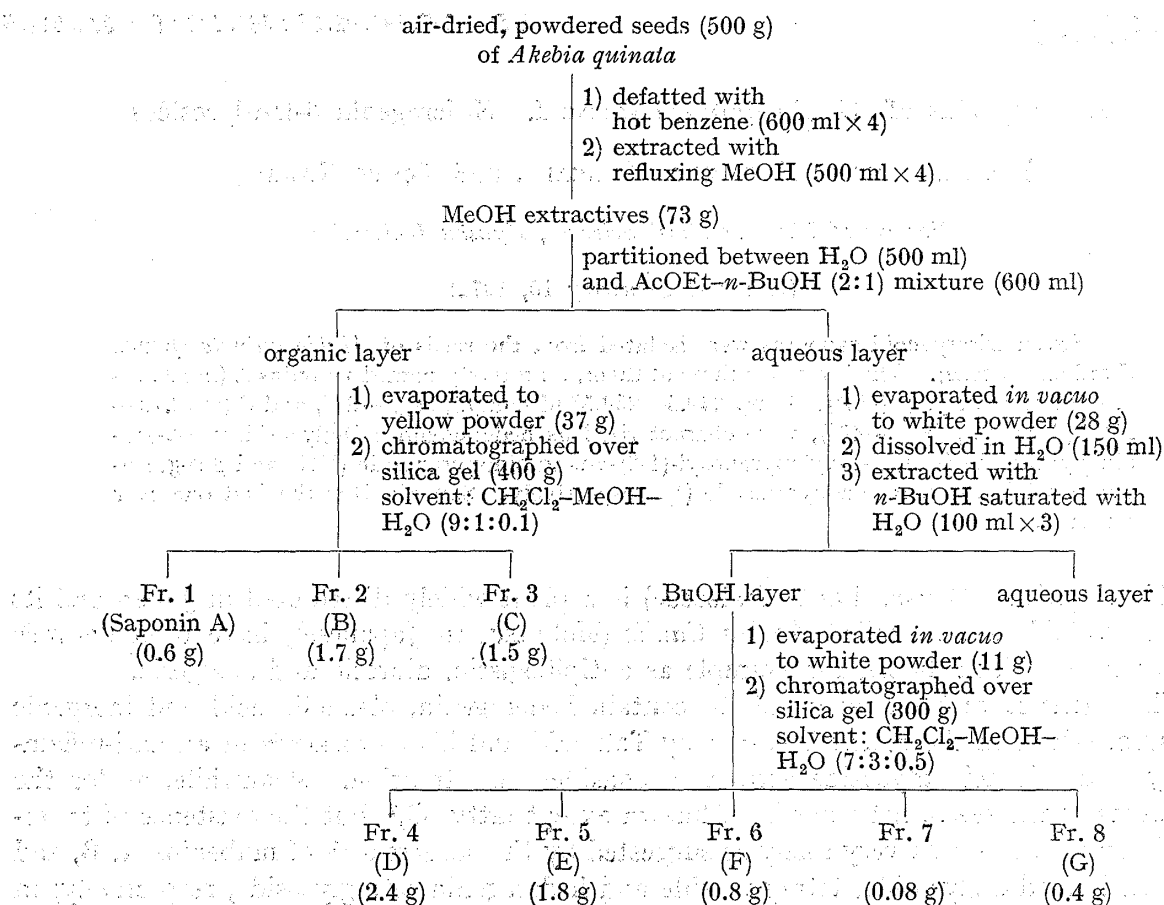 air-dried, powdered seeds (500 g)
of Akebia quinata
1) defatted with
hot benzene (600 ml×4)
2) extracted with
refluxing MeOH (500 ml×4)
MeOH extractives (73 g)
partitioned between H₂O (500 ml)
and AcOEt–n-BuOH (2:1) mixture (600 ml)
organic layer
1) evaporated to
yellow powder (37 g)
2) chromatographed over
silica gel (400 g)
solvent: CH₂Cl₂–MeOH–
H₂O (9:1:0.1)
aqueous layer
1) evaporated in vacuo
to white powder (28 g)
2) dissolved in H₂O (150 ml)
3) extracted with
n-BuOH saturated with
H₂O (100 ml×3)
Fr. 1
(Saponin A)
(0.6 g)
Fr. 2
(B)
(1.7 g)
Fr. 3
(C)
(1.5 g)
BuOH layer
aqueous layer
1) evaporated in vacuo
to white powder (11 g)
2) chromatographed over
silica gel (300 g)
solvent: CH₂Cl₂–MeOH–
H₂O (7:3:0.5)
Fr. 4
(D)
(2.4 g)
Fr. 5
(E)
(1.8 g)
Fr. 6
(F)
(0.8 g)
Fr. 7
(0.08 g)
Fr. 8
(G)
(0.4 g)